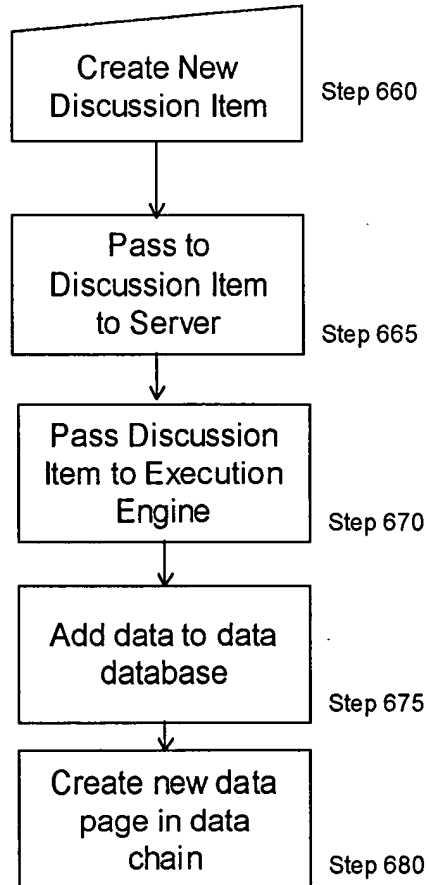 Create New
Discussion Item
Step 660
Pass to
Discussion Item
to Server
Step 665
Pass Discussion
Item to Execution
Engine
Step 670
Add data to data
database
Step 675
Create new data
page in data
chain
Step 680